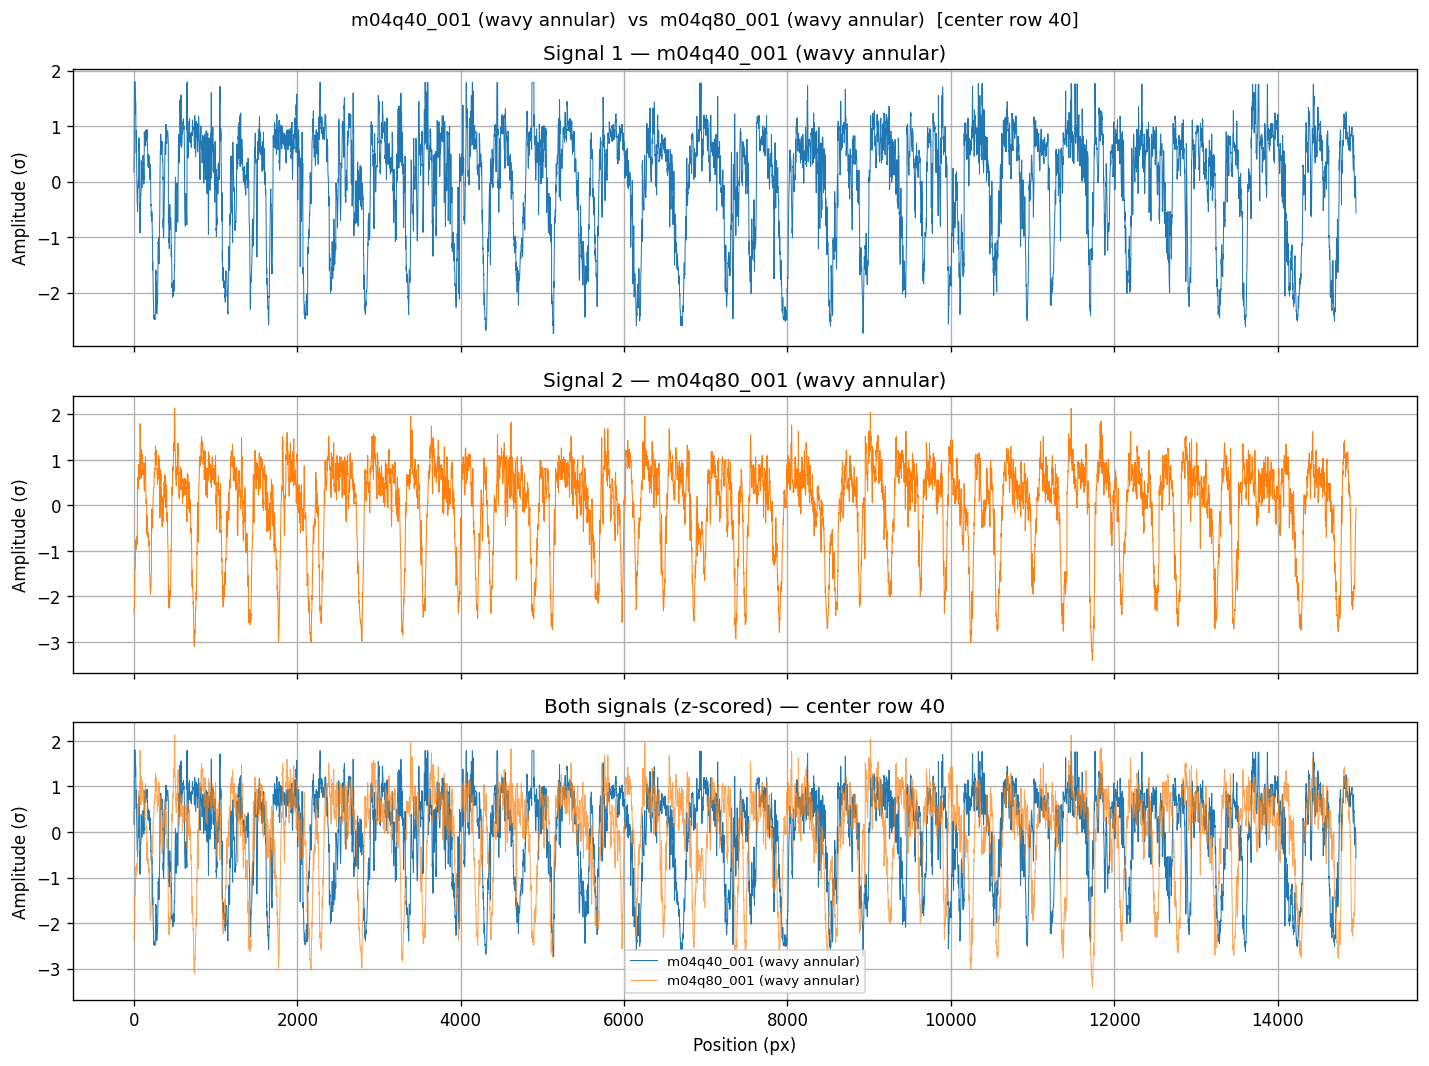 m04q40_001 (wavy annular)  vs  m04q80_001 (wavy annular)  [center row 40]
Signal 1 — m04q40_001 (wavy annular)
2
1
0
−1
−2
Amplitude (σ)
Signal 2 — m04q80_001 (wavy annular)
2
1
0
−1
−2
−3
Amplitude (σ)
Both signals (z-scored) — center row 40
2
1
0
−1
−2
−3
Amplitude (σ)
m04q40_001 (wavy annular)
m04q80_001 (wavy annular)
0 2000 4000 6000 8000 10000 12000 14000
Position (px)